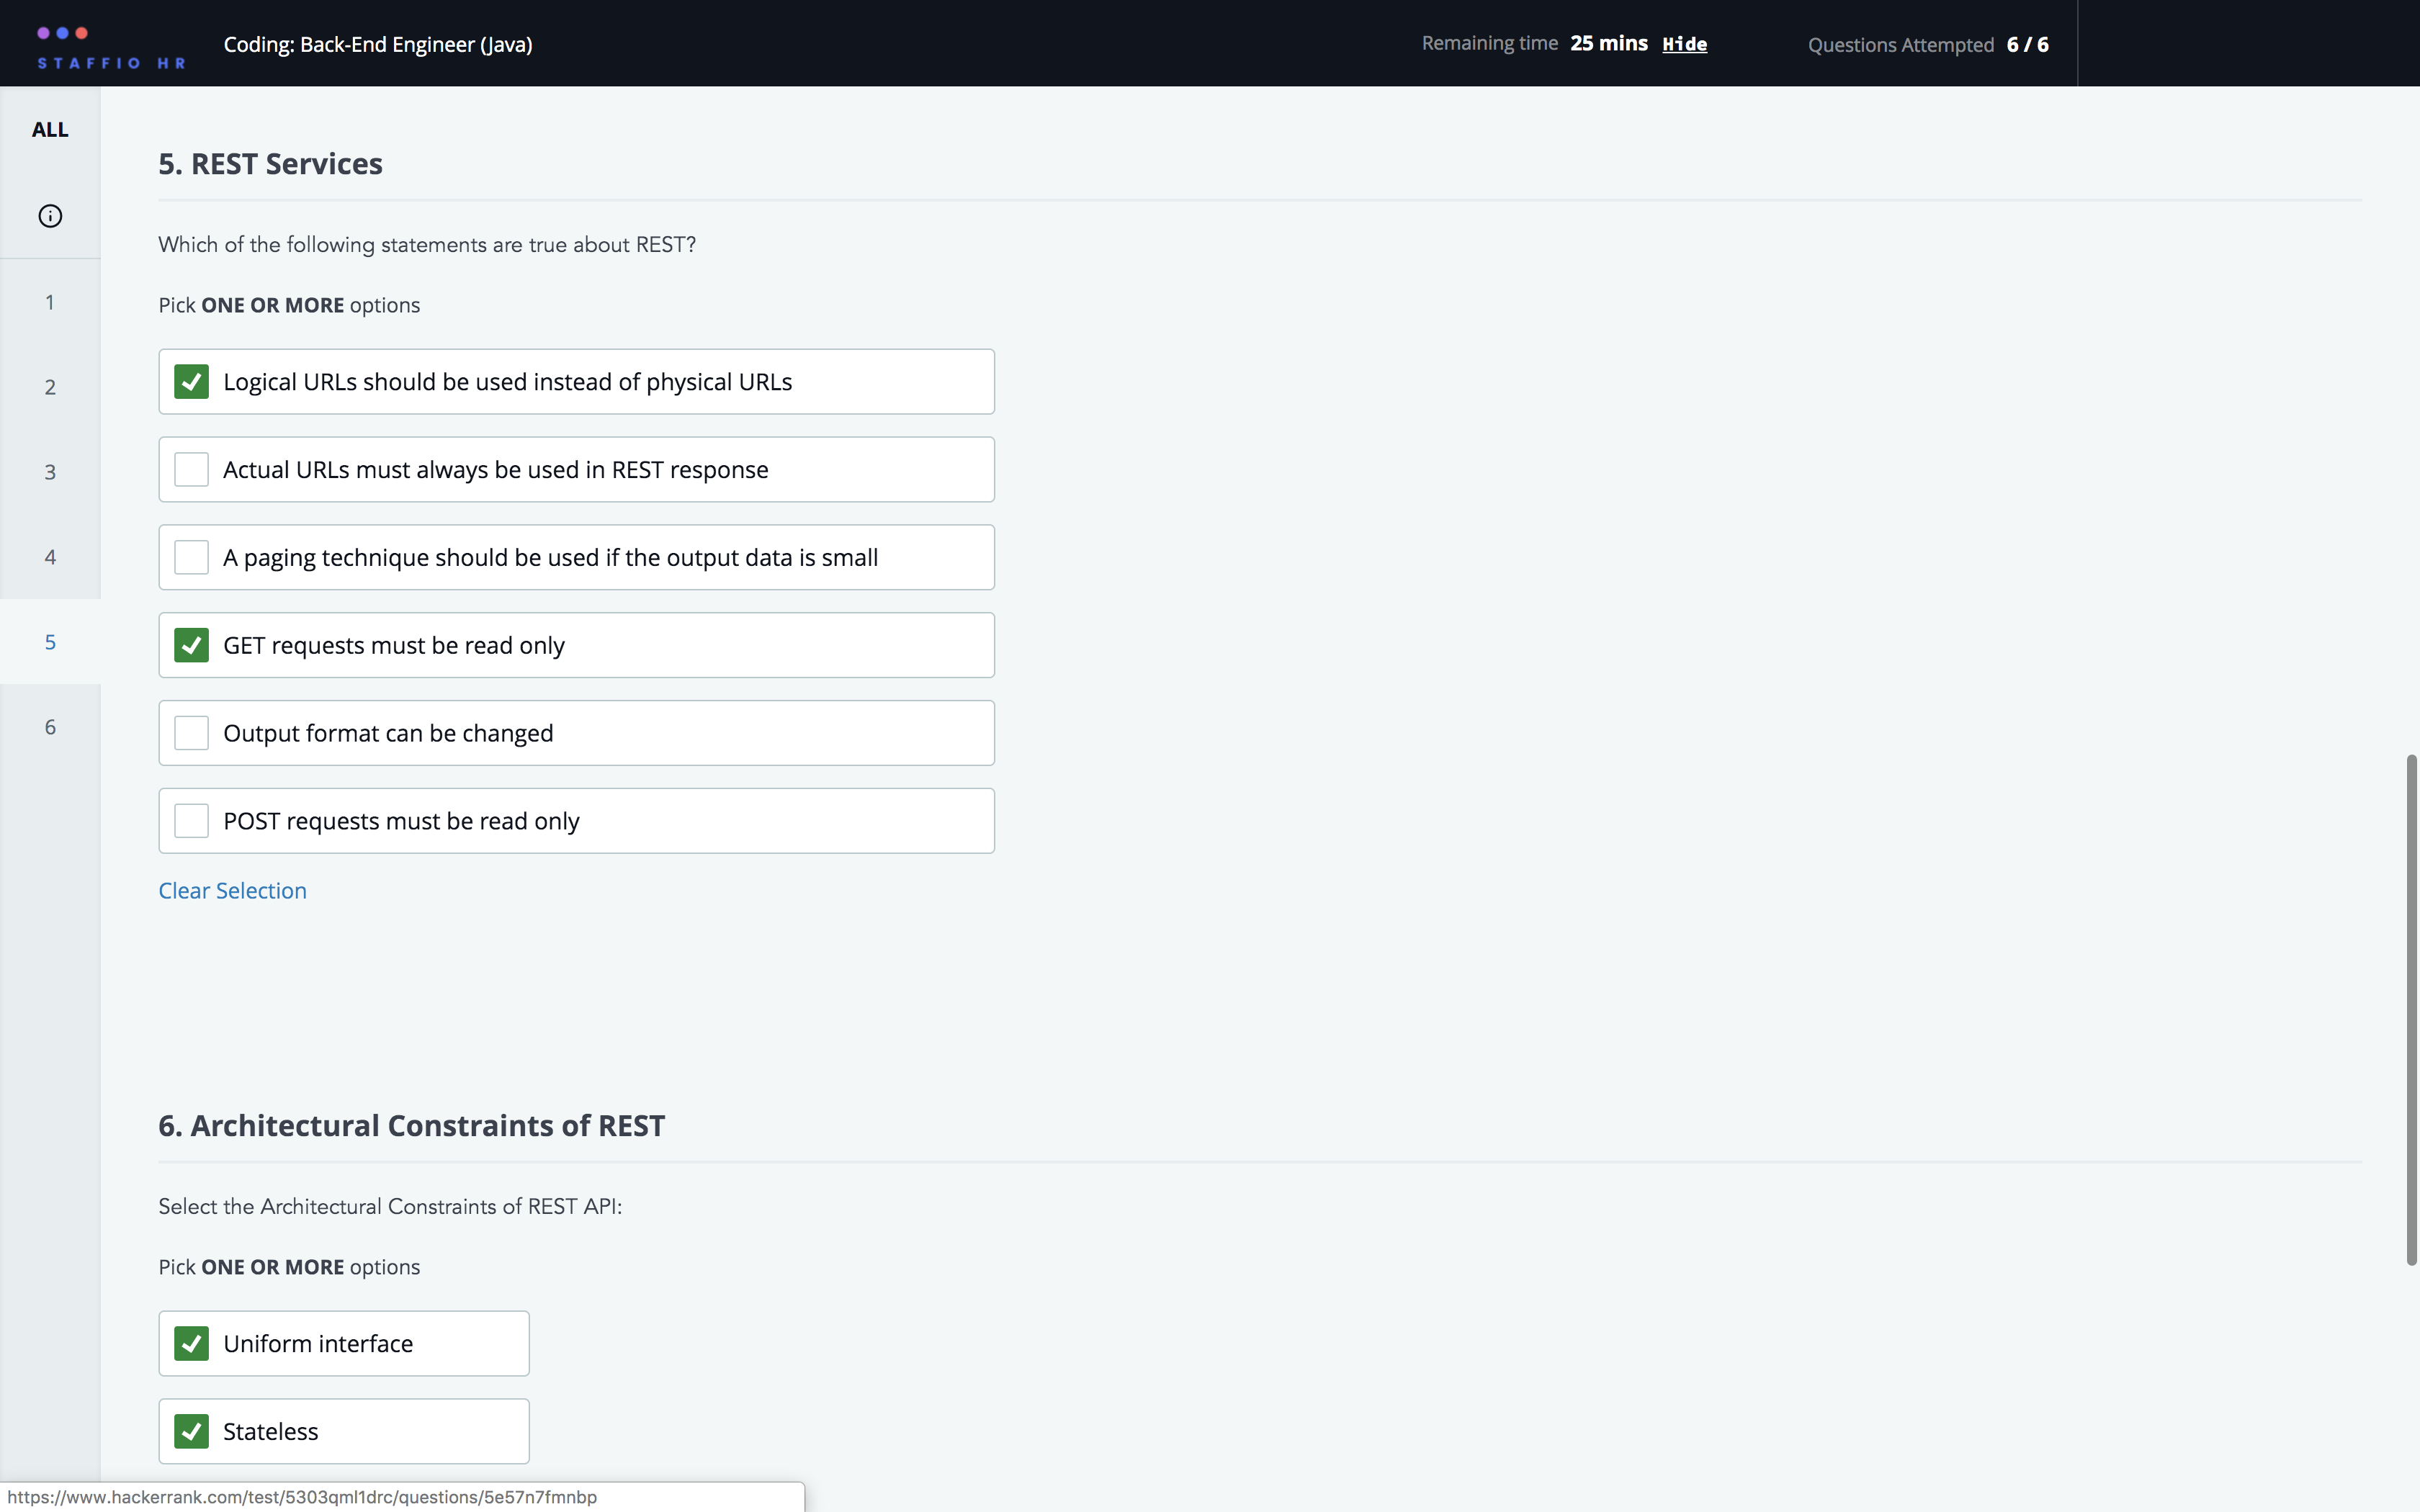 STAFFIO HR
Coding: Back-End Engineer (Java)
Remaining time 25 mins Hide
Questions Attempted 6 / 6
ALL
1
2
3
4
5
6
5. REST Services
Which of the following statements are true about REST?
Pick ONE OR MORE options
Logical URLs should be used instead of physical URLs
Actual URLs must always be used in REST response
A paging technique should be used if the output data is small
GET requests must be read only
Output format can be changed
POST requests must be read only
Clear Selection
6. Architectural Constraints of REST
Select the Architectural Constraints of REST API:
Pick ONE OR MORE options
Uniform interface
Stateless
https://www.hackerrank.com/test/5303qml1drc/questions/5e57n7fmnbp